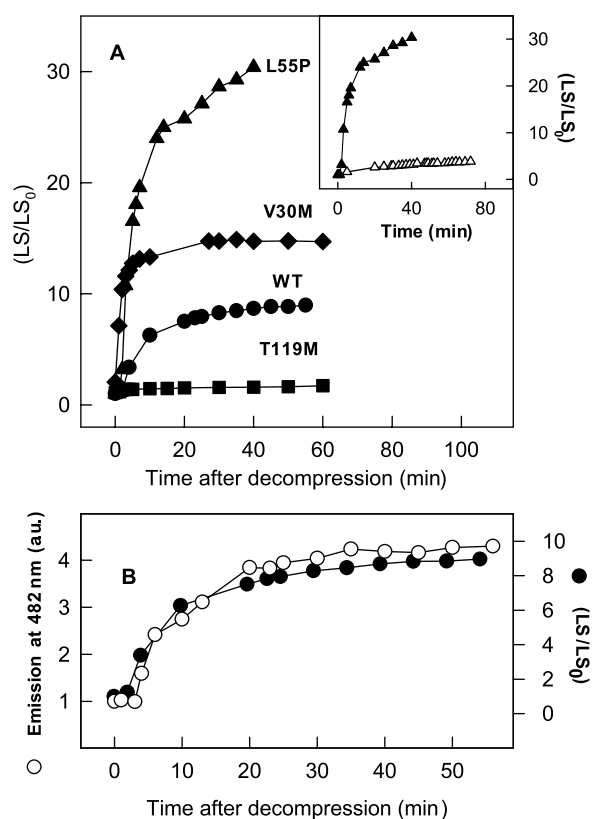 A
L55P
V30M
WT
T119M
(LS/LS0)
30
20
10
0
0 20 40 60 80 100
Time after decompression (min)
30
20
10
0
(LS/LS0)
0 40 80
Time (min)
B
Emission at 482 nm (au.)
4
3
2
1
10
8
6
4
2
0
(LS/LS0)
0 10 20 30 40 50
Time after decompression (min)